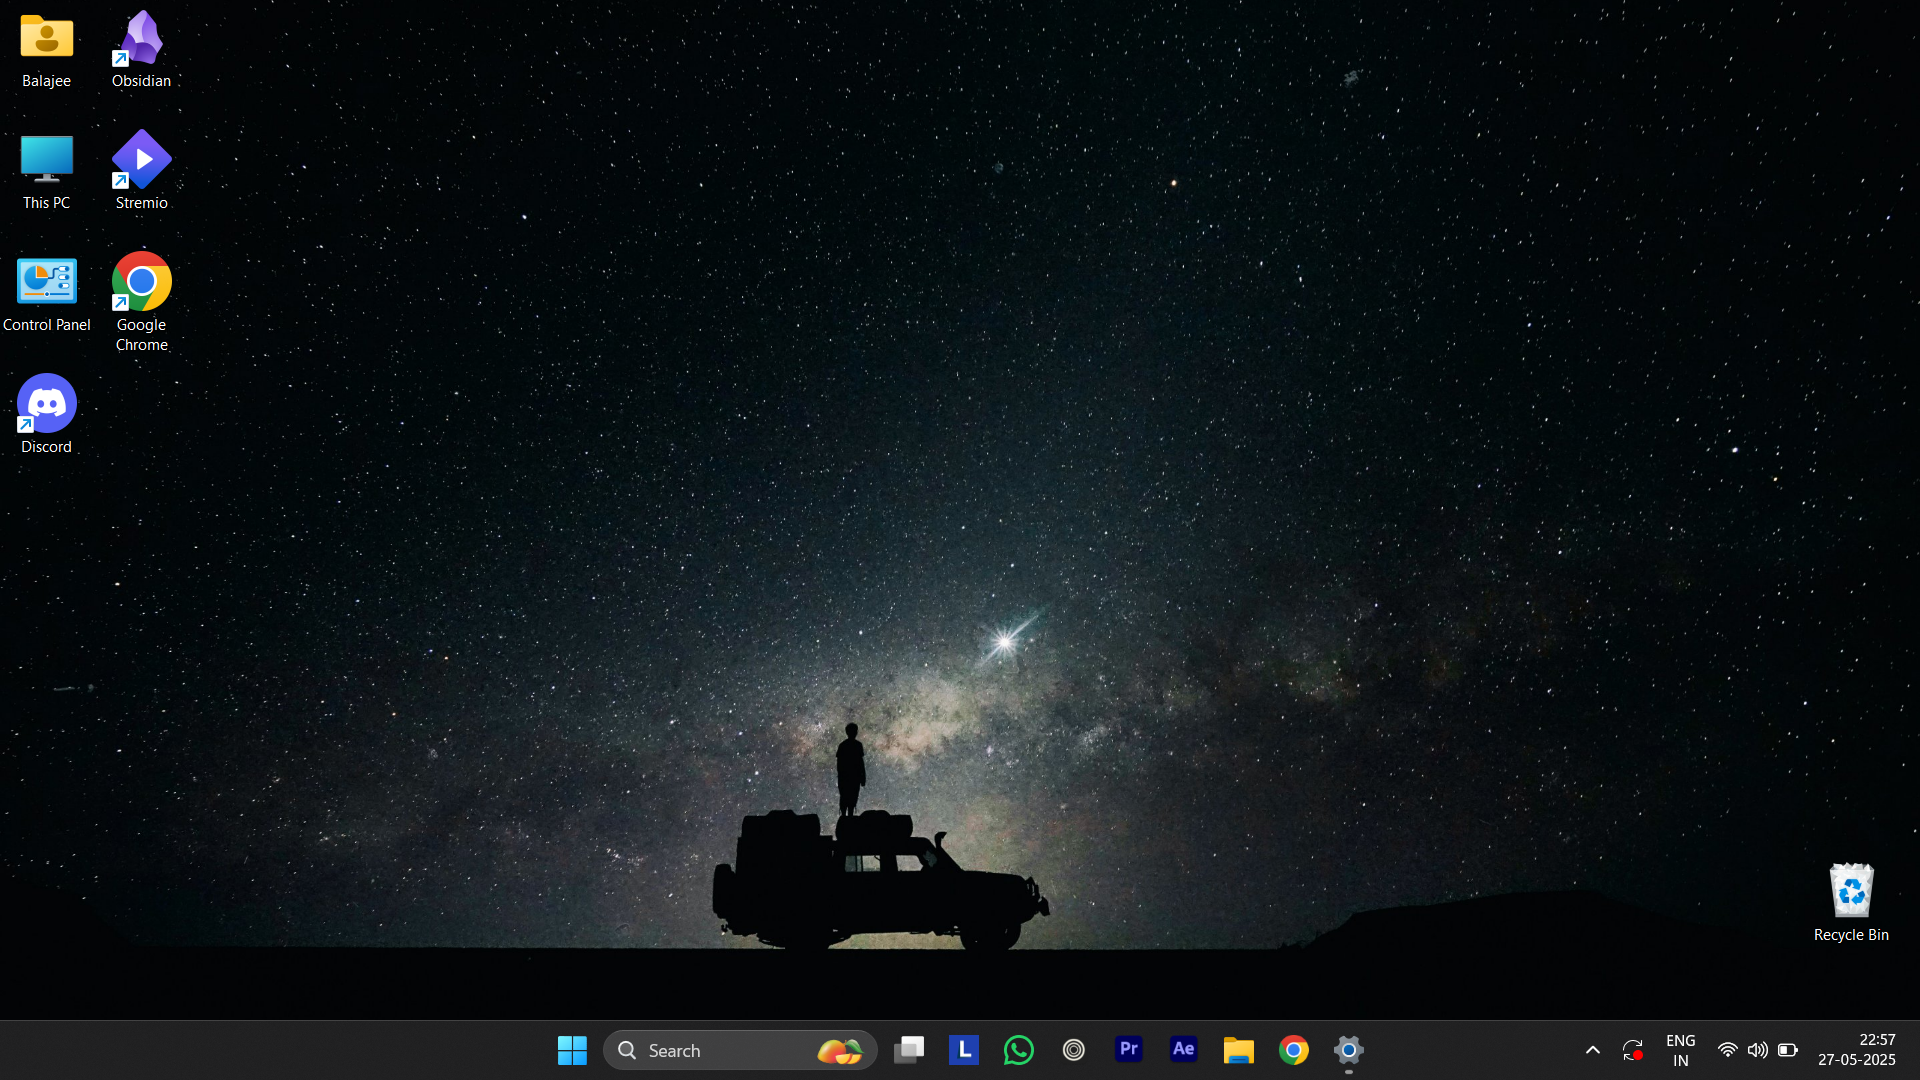 Balajee
Obsidian
This PC
Stremio
Control Panel
Google
Chrome
Discord
Recycle Bin
Search
L
Pr
Ae
ENG
IN
22:57
27-05-2025